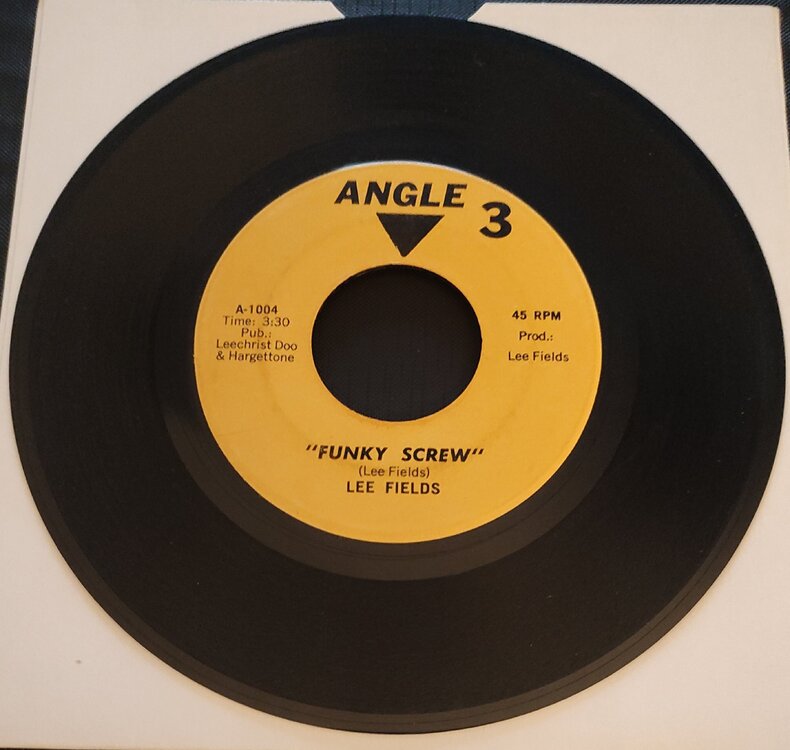 ANGLE 3
A-1004
Time: 3:30
Pub.:
Leechrist Doo
& Hargettone
45 RPM
Prod.:
Lee Fields
"FUNKY SCREW"
(Lee Fields)
LEE FIELDS